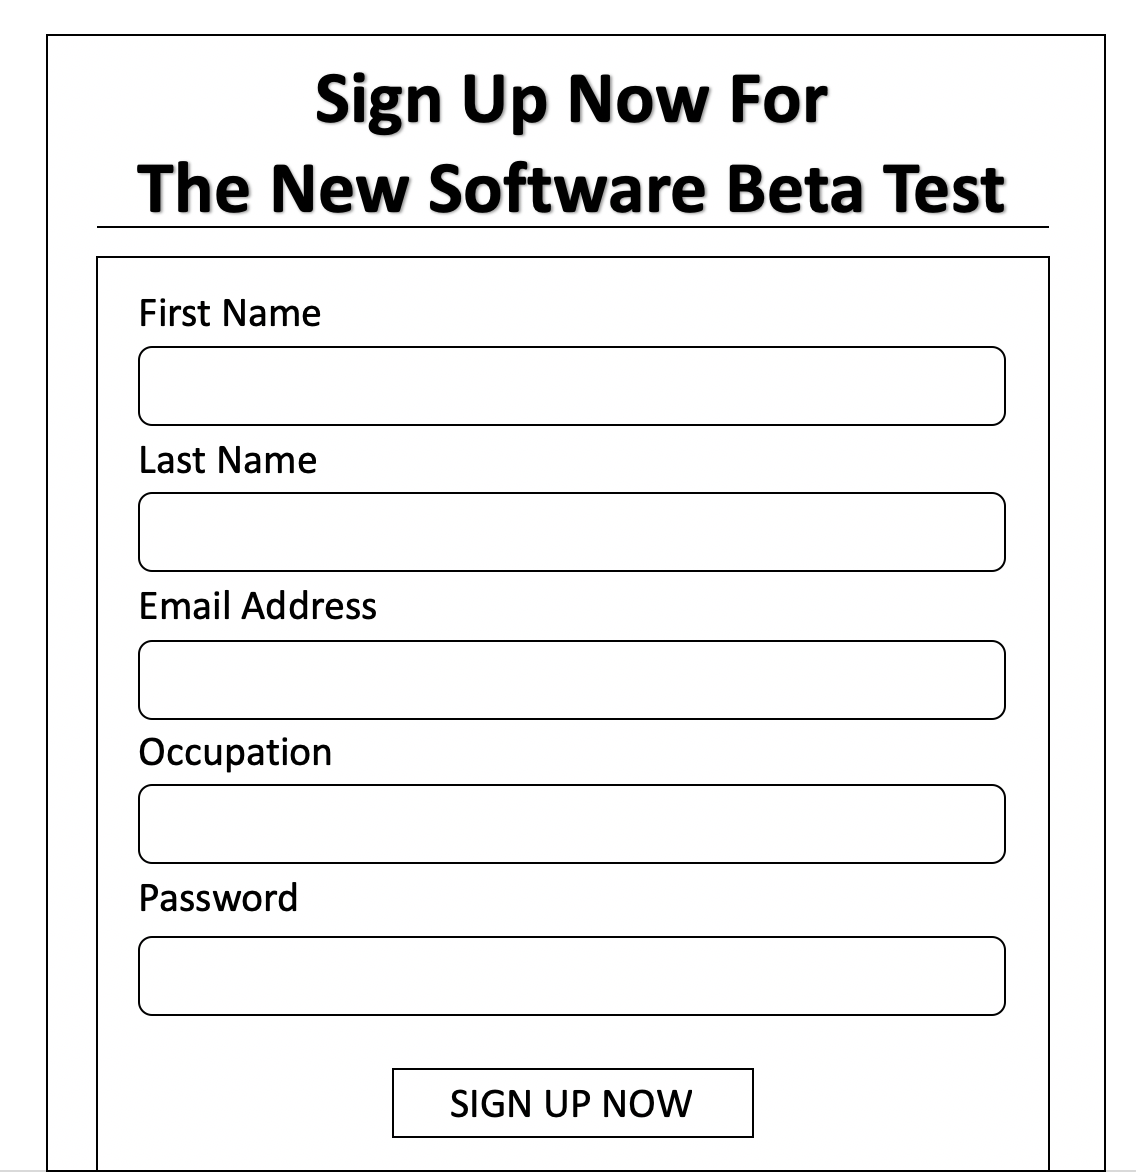 Sign Up Now For
The New Software Beta Test
First Name
Last Name
Email Address
Occupation
Password
SIGN UP NOW